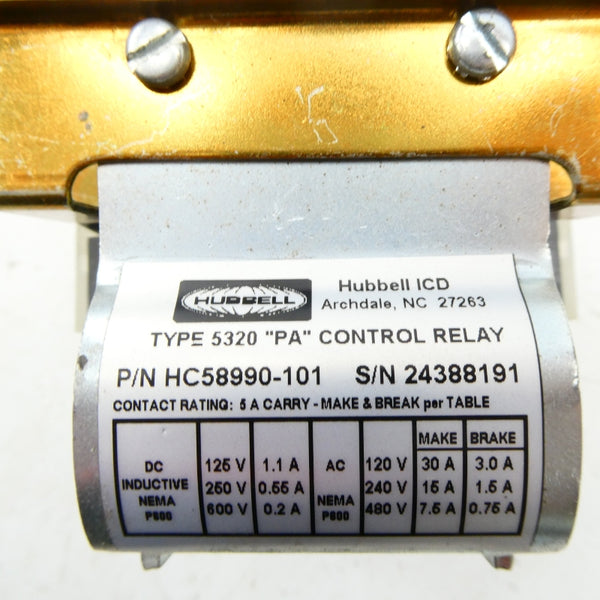 HUBBELL
Hubbell ICD
Archdale, NC 27263
TYPE 5320 "PA" CONTROL RELAY
P/N HC58990-101 S/N 24388191
CONTACT RATING: 5 A CARRY - MAKE & BREAK per TABLE
MAKE BRAKE
DC INDUCTIVE NEMA P600
125 V 1.1 A
250 V 0.55 A
600 V 0.2 A
AC NEMA P600
120 V 30 A 3.0 A
240 V 15 A 1.5 A
480 V 7.5 A 0.75 A